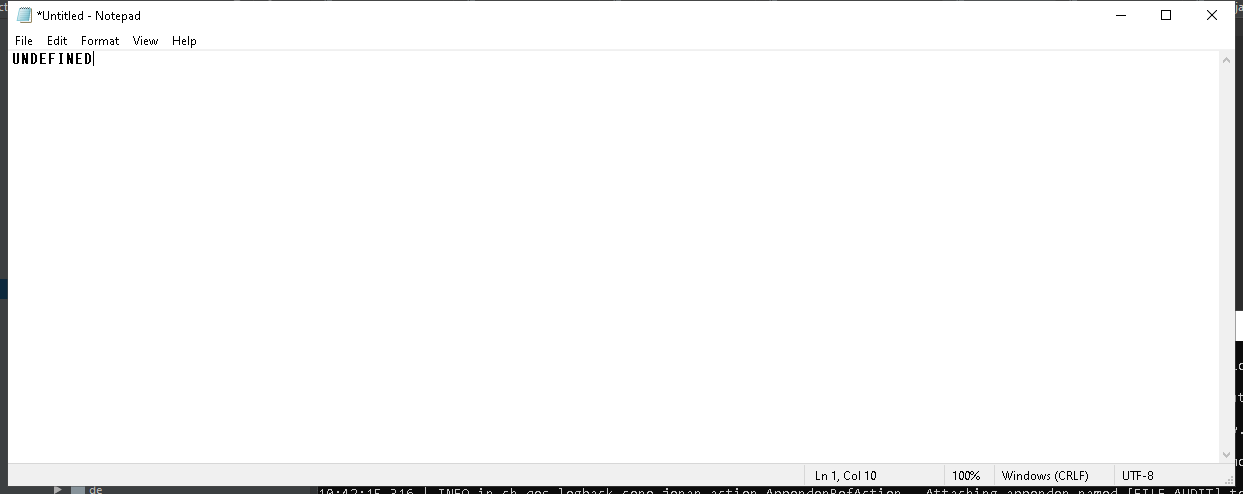 *Untitled - Notepad
File Edit Format View Help
UNDEFINED
Ln 1, Col 10 100% Windows (CRLF) UTF-8
de
10:42:15,316 |-INFO in ch.qos.logback.core.joran.action.AppenderRefAction - Attaching appender named [FILE_AUDIT] t